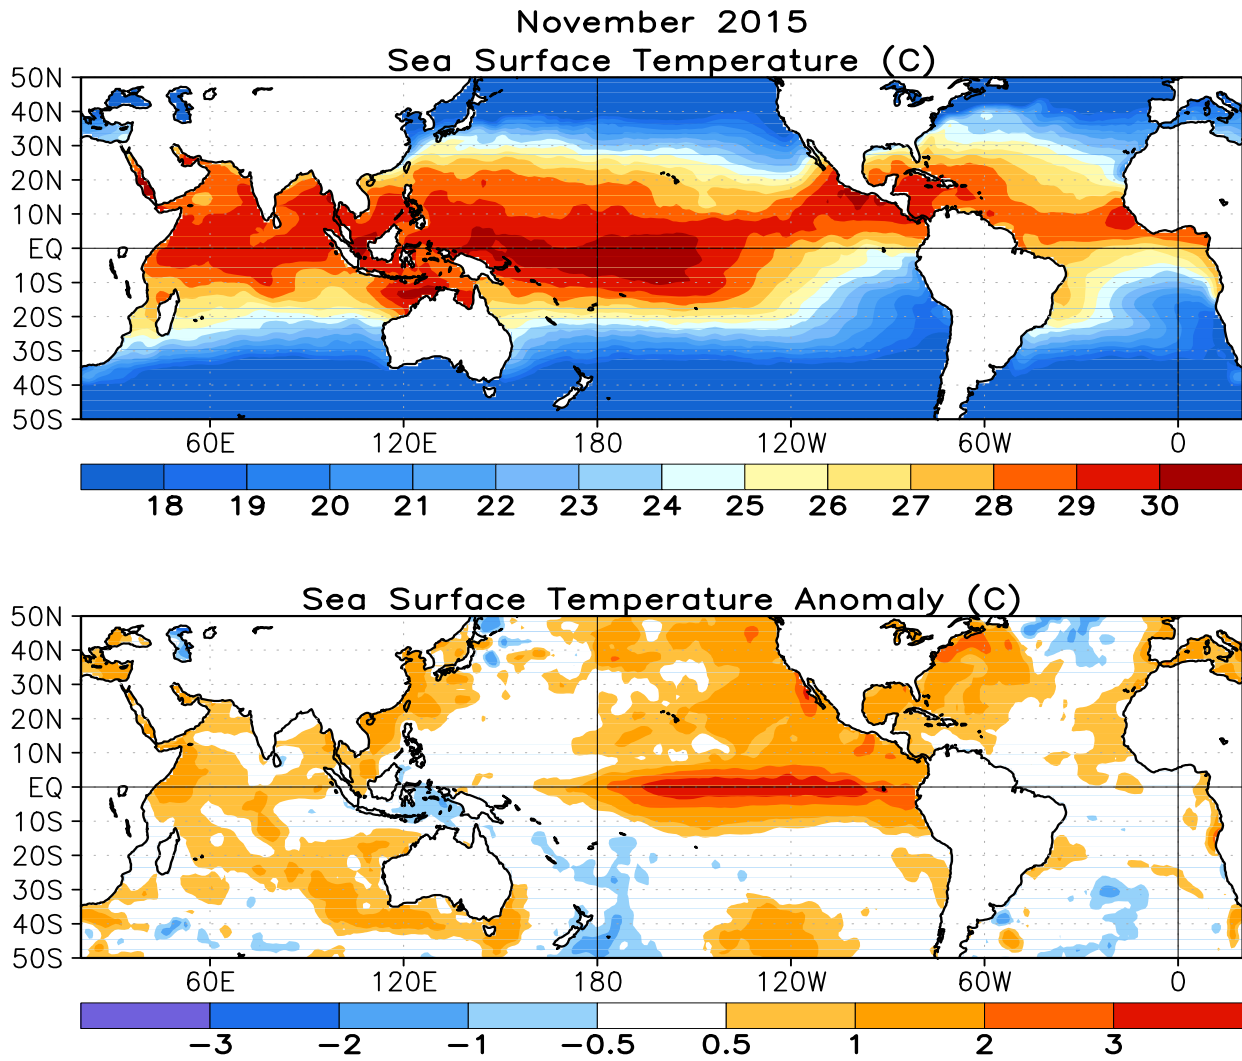 November 2015
Sea Surface Temperature (C)
50N
40N
30N
20N
10N
EQ
10S
20S
30S
40S
50S
60E 120E 180 120W 60W 0
18 19 20 21 22 23 24 25 26 27 28 29 30
Sea Surface Temperature Anomaly (C)
50N
40N
30N
20N
10N
EQ
10S
20S
30S
40S
50S
60E 120E 180 120W 60W 0
−3 −2 −1 −0.5 0.5 1 2 3